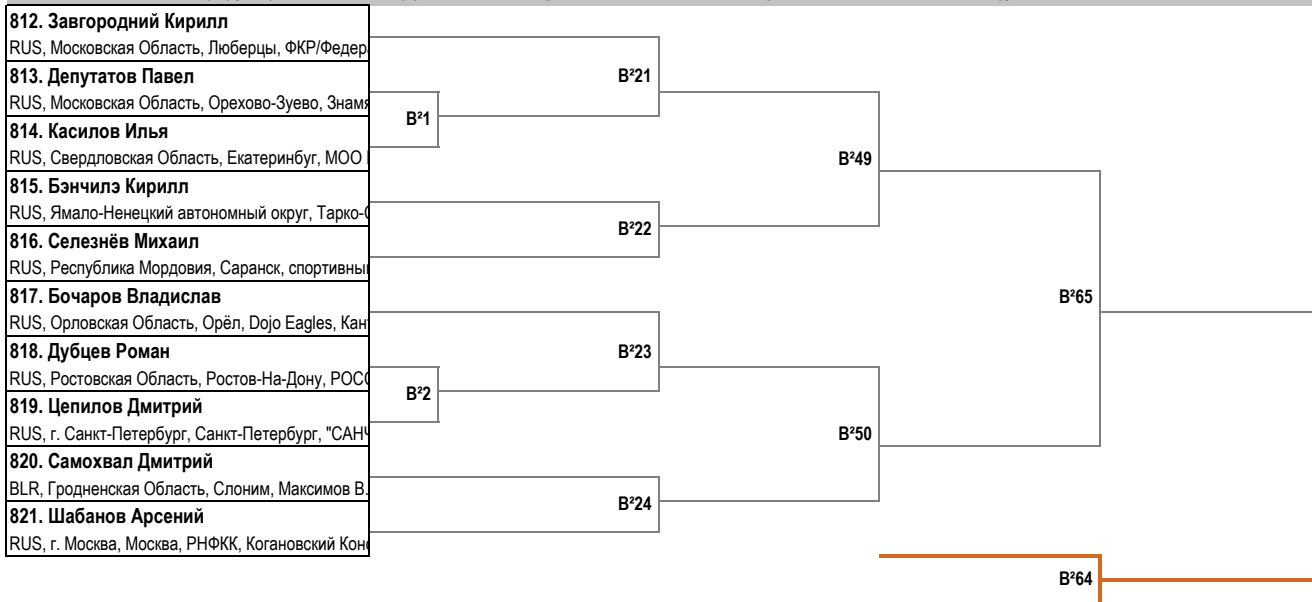 812. Завгородний Кирилл
RUS, Московская Область, Люберцы, ФКР/Федер
813. Депутатов Павел
B²21
RUS, Московская Область, Орехово-Зуево, Знамя
B²1
814. Касилов Илья
RUS, Свердловская Область, Екатеринбуг, МОО
B²49
815. Бэнчилэ Кирилл
RUS, Ямало-Ненецкий автономный округ, Тарко-
B²22
816. Селезнёв Михаил
RUS, Республика Мордовия, Саранск, спортивны
817. Бочаров Владислав
B²65
RUS, Орловская Область, Орёл, Dojo Eagles, Кан
818. Дубцев Роман
B²23
RUS, Ростовская Область, Ростов-На-Дону, РОСС
B²2
819. Цепилов Дмитрий
RUS, г. Санкт-Петербург, Санкт-Петербург, "САНЧ
B²50
820. Самохвал Дмитрий
BLR, Гродненская Область, Слоним, Максимов В.
B²24
821. Шабанов Арсений
RUS, г. Москва, Москва, РНФКК, Когановский Кон
B²64